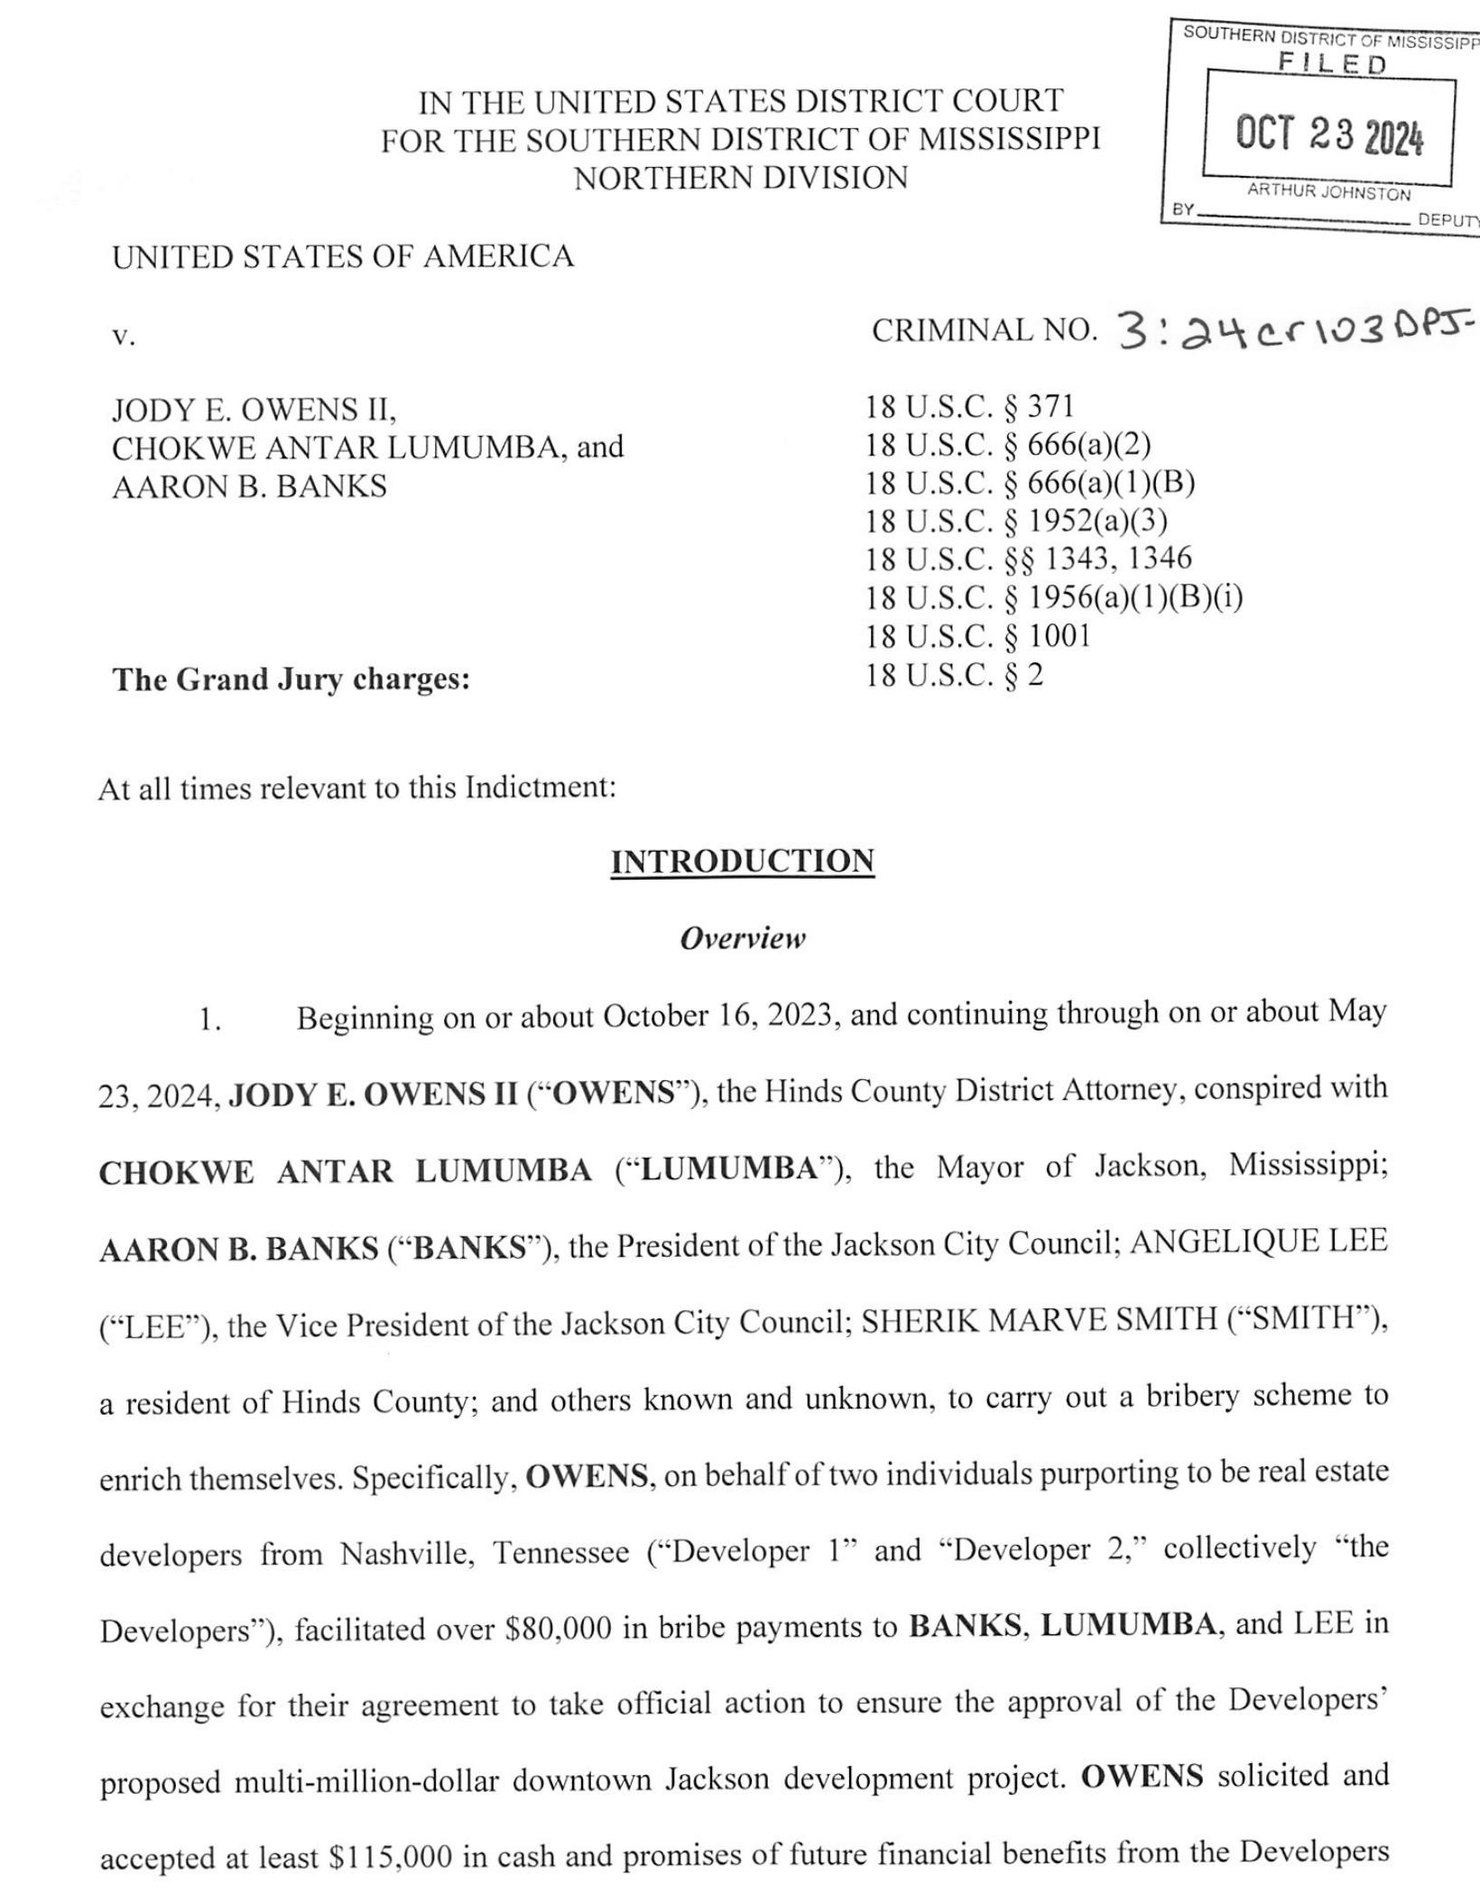 SOUTHERN DISTRICT OF MISSISSIPP
FILED
OCT 23 2024
ARTHUR JOHNSTON
BY DEPUTY
IN THE UNITED STATES DISTRICT COURT
FOR THE SOUTHERN DISTRICT OF MISSISSIPPI
NORTHERN DIVISION
UNITED STATES OF AMERICA
v.
CRIMINAL NO. 3:24cr103DPJ-
JODY E. OWENS II,
CHOKWE ANTAR LUMUMBA, and
AARON B. BANKS
18 U.S.C. § 371
18 U.S.C. § 666(a)(2)
18 U.S.C. § 666(a)(1)(B)
18 U.S.C. § 1952(a)(3)
18 U.S.C. §§ 1343, 1346
18 U.S.C. § 1956(a)(1)(B)(i)
18 U.S.C. § 1001
18 U.S.C. § 2
The Grand Jury charges:
At all times relevant to this Indictment:
INTRODUCTION
Overview
1. Beginning on or about October 16, 2023, and continuing through on or about May
23, 2024, JODY E. OWENS II (“OWENS”), the Hinds County District Attorney, conspired with
CHOKWE ANTAR LUMUMBA (“LUMUMBA”), the Mayor of Jackson, Mississippi;
AARON B. BANKS (“BANKS”), the President of the Jackson City Council; ANGELIQUE LEE
(“LEE”), the Vice President of the Jackson City Council; SHERIK MARVE SMITH (“SMITH”),
a resident of Hinds County; and others known and unknown, to carry out a bribery scheme to
enrich themselves. Specifically, OWENS, on behalf of two individuals purporting to be real estate
developers from Nashville, Tennessee (“Developer 1” and “Developer 2,” collectively “the
Developers”), facilitated over $80,000 in bribe payments to BANKS, LUMUMBA, and LEE in
exchange for their agreement to take official action to ensure the approval of the Developers’
proposed multi-million-dollar downtown Jackson development project. OWENS solicited and
accepted at least $115,000 in cash and promises of future financial benefits from the Developers